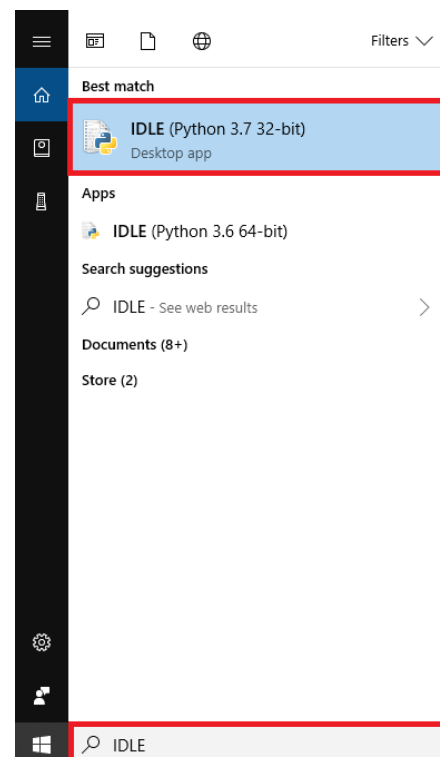 Filters
Best match
IDLE (Python 3.7 32-bit)
Desktop app
Apps
IDLE (Python 3.6 64-bit)
Search suggestions
IDLE - See web results
Documents (8+)
Store (2)
IDLE